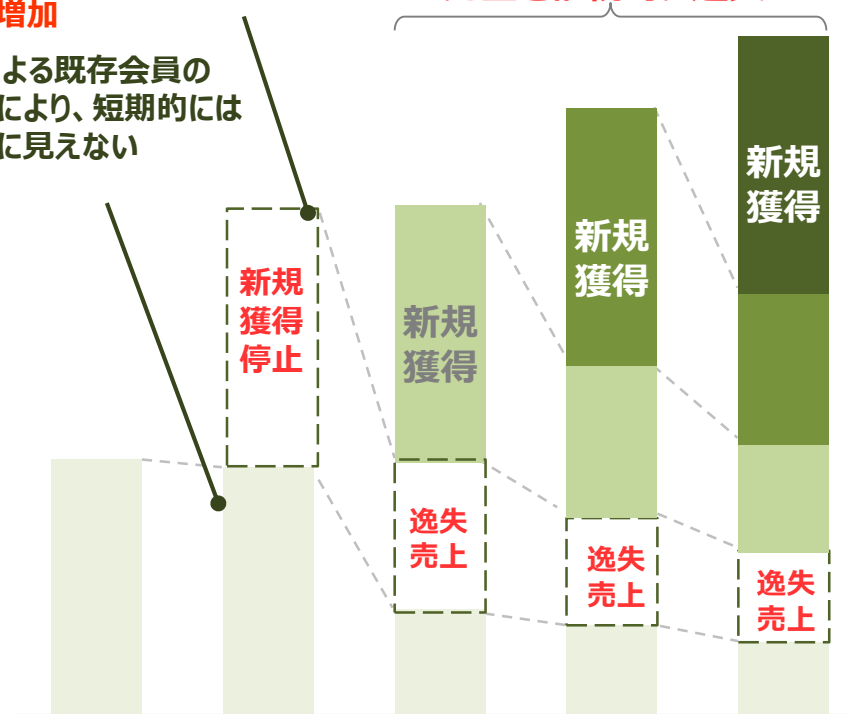 増加
よる既存会員の
により、短期的には
に見えない
新規
獲得
停止
新規
獲得
新規
獲得
新規
獲得
逸失
売上
逸失
売上
逸失
売上